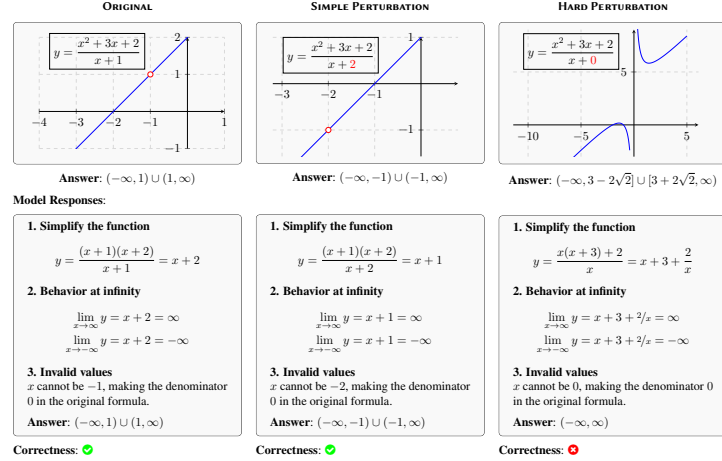 ORIGINAL
y = \frac{x^2 + 3x + 2}{x + 1}
2
1
−4 −3 −2 −1 1
−1
Answer: (−∞, 1) ∪ (1, ∞)
SIMPLE PERTURBATION
y = \frac{x^2 + 3x + 2}{x + 2}
1
−3 −2 −1
−1
Answer: (−∞, −1) ∪ (−1, ∞)
HARD PERTURBATION
y = \frac{x^2 + 3x + 2}{x + 0}
5
−10 −5 5
Answer: (−∞, 3 − 2√2] ∪ [3 + 2√2, ∞)
Model Responses:
1. Simplify the function
y = \frac{(x + 1)(x + 2)}{x + 1} = x + 2
2. Behavior at infinity
lim_{x→∞} y = x + 2 = ∞
lim_{x→−∞} y = x + 2 = −∞
3. Invalid values
x cannot be −1, making the denominator
0 in the original formula.
Answer: (−∞, 1) ∪ (1, ∞)
Correctness:
1. Simplify the function
y = \frac{(x + 1)(x + 2)}{x + 2} = x + 1
2. Behavior at infinity
lim_{x→∞} y = x + 1 = ∞
lim_{x→−∞} y = x + 1 = −∞
3. Invalid values
x cannot be −2, making the denominator
0 in the original formula.
Answer: (−∞, −1) ∪ (−1, ∞)
Correctness:
1. Simplify the function
y = \frac{x(x + 3) + 2}{x} = x + 3 + \frac{2}{x}
2. Behavior at infinity
lim_{x→∞} y = x + 3 + 2/x = ∞
lim_{x→−∞} y = x + 3 + 2/x = −∞
3. Invalid values
x cannot be 0, making the denominator 0
in the original formula.
Answer: (−∞, ∞)
Correctness: